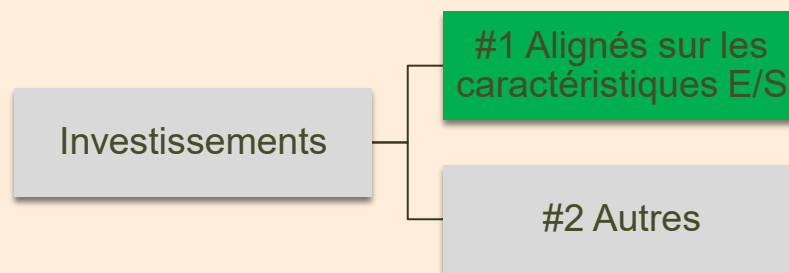 #1 Alignés sur les
caractéristiques E/S
Investissements
#2 Autres